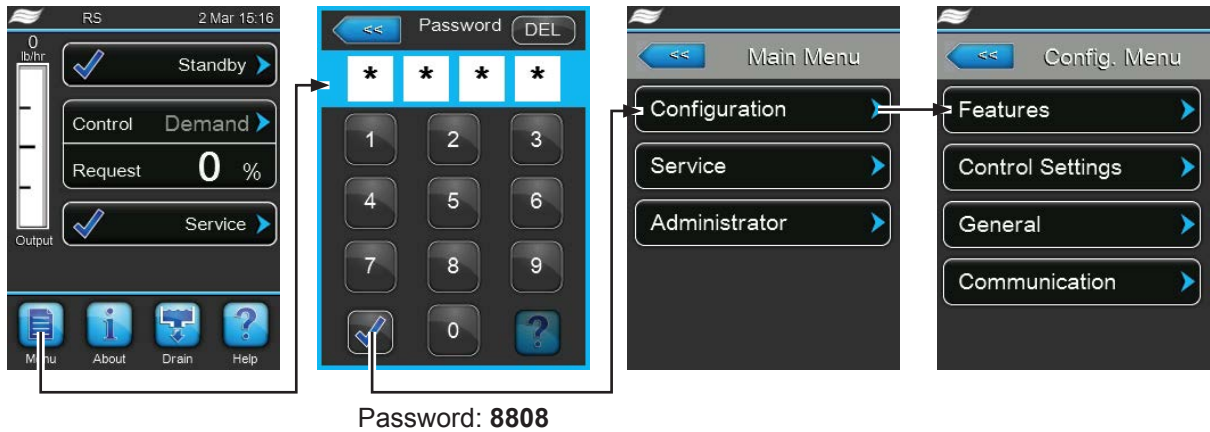 RS 2 Mar 15:16
0
lb/hr
Standby
Control Demand
Request 0 %
Service
Output
Menu About Drain Help
<< Password DEL
* * * *
1 2 3
4 5 6
7 8 9
0 ?
Password: 8808
<< Main Menu
Configuration
Service
Administrator
<< Config. Menu
Features
Control Settings
General
Communication